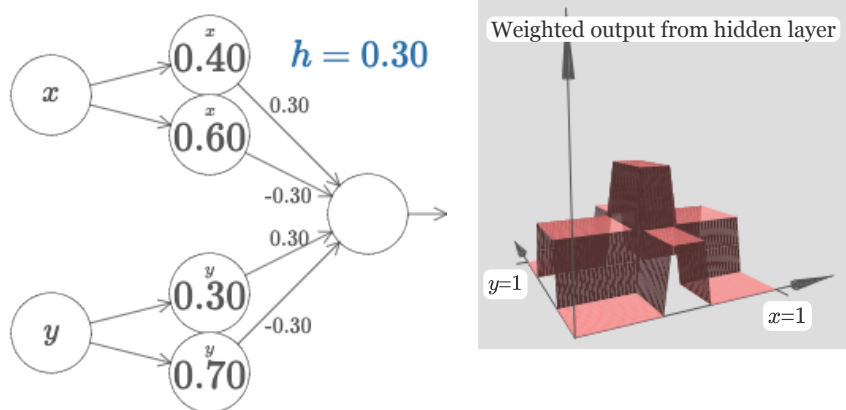 x
0.40
h = 0.30
x
0.60
x
0.30
-0.30
y
0.30
y
0.30
y
0.70
-0.30
Weighted output from hidden layer
y=1
x=1